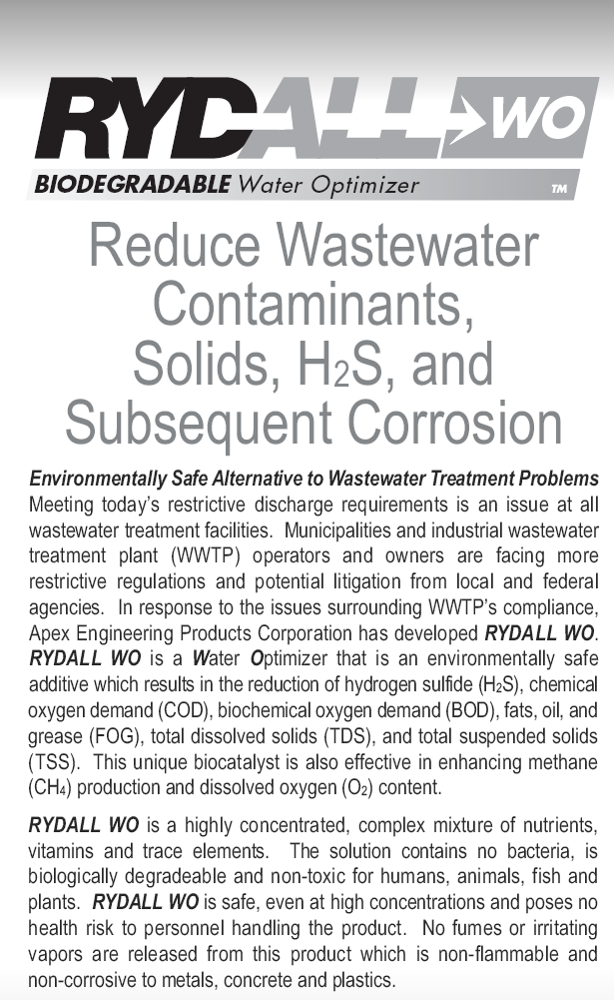 RYDALL WO
BIODEGRADABLE Water Optimizer TM
Reduce Wastewater
Contaminants,
Solids, H2S, and
Subsequent Corrosion
Environmentally Safe Alternative to Wastewater Treatment Problems
Meeting today's restrictive discharge requirements is an issue at all
wastewater treatment facilities. Municipalities and industrial wastewater
treatment plant (WWTP) operators and owners are facing more
restrictive regulations and potential litigation from local and federal
agencies. In response to the issues surrounding WWTP's compliance,
Apex Engineering Products Corporation has developed RYDALL WO.
RYDALL WO is a Water Optimizer that is an environmentally safe
additive which results in the reduction of hydrogen sulfide (H2S), chemical
oxygen demand (COD), biochemical oxygen demand (BOD), fats, oil, and
grease (FOG), total dissolved solids (TDS), and total suspended solids
(TSS). This unique biocatalyst is also effective in enhancing methane
(CH4) production and dissolved oxygen (O2) content.
RYDALL WO is a highly concentrated, complex mixture of nutrients,
vitamins and trace elements. The solution contains no bacteria, is
biologically degradeable and non-toxic for humans, animals, fish and
plants. RYDALL WO is safe, even at high concentrations and poses no
health risk to personnel handling the product. No fumes or irritating
vapors are released from this product which is non-flammable and
non-corrosive to metals, concrete and plastics.